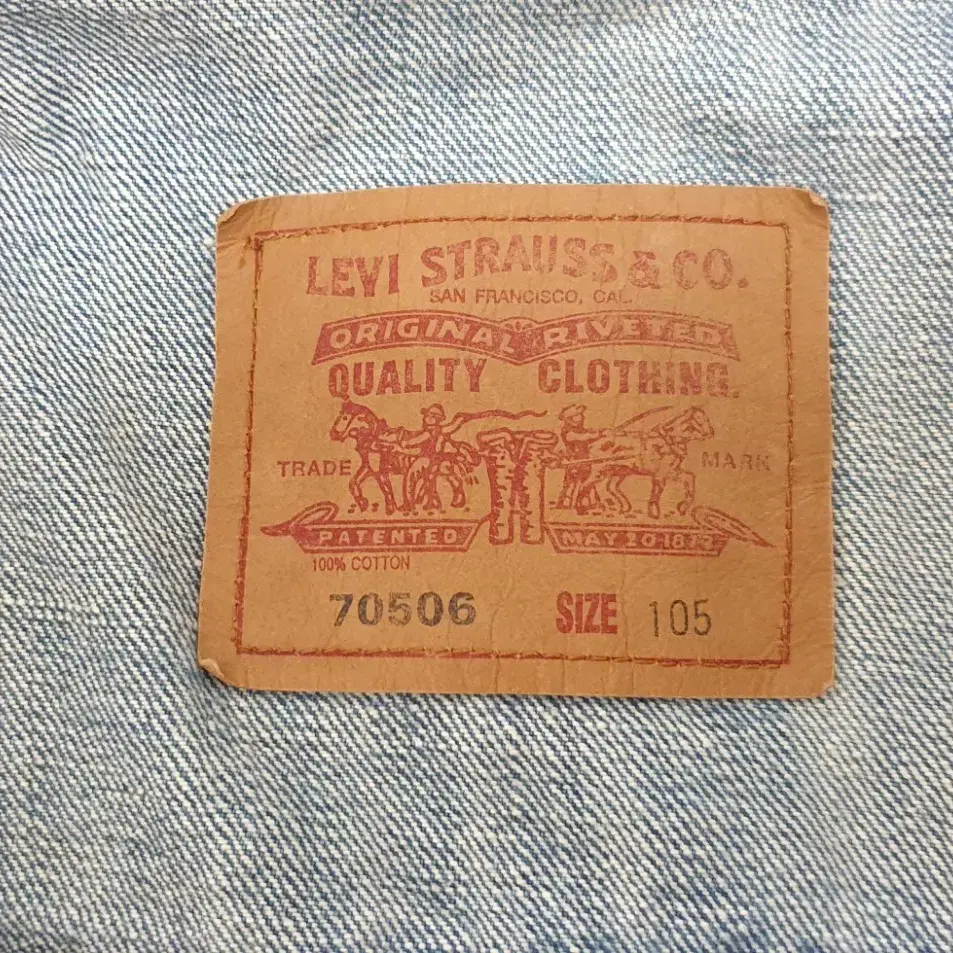 LEVI STRAUSS & CO.
SAN FRANCISCO, CAL.
ORIGINAL RIVETED
QUALITY CLOTHING.
TRADE MARK
PATENTED MAY 20 1873
100% COTTON
70506 SIZE 105